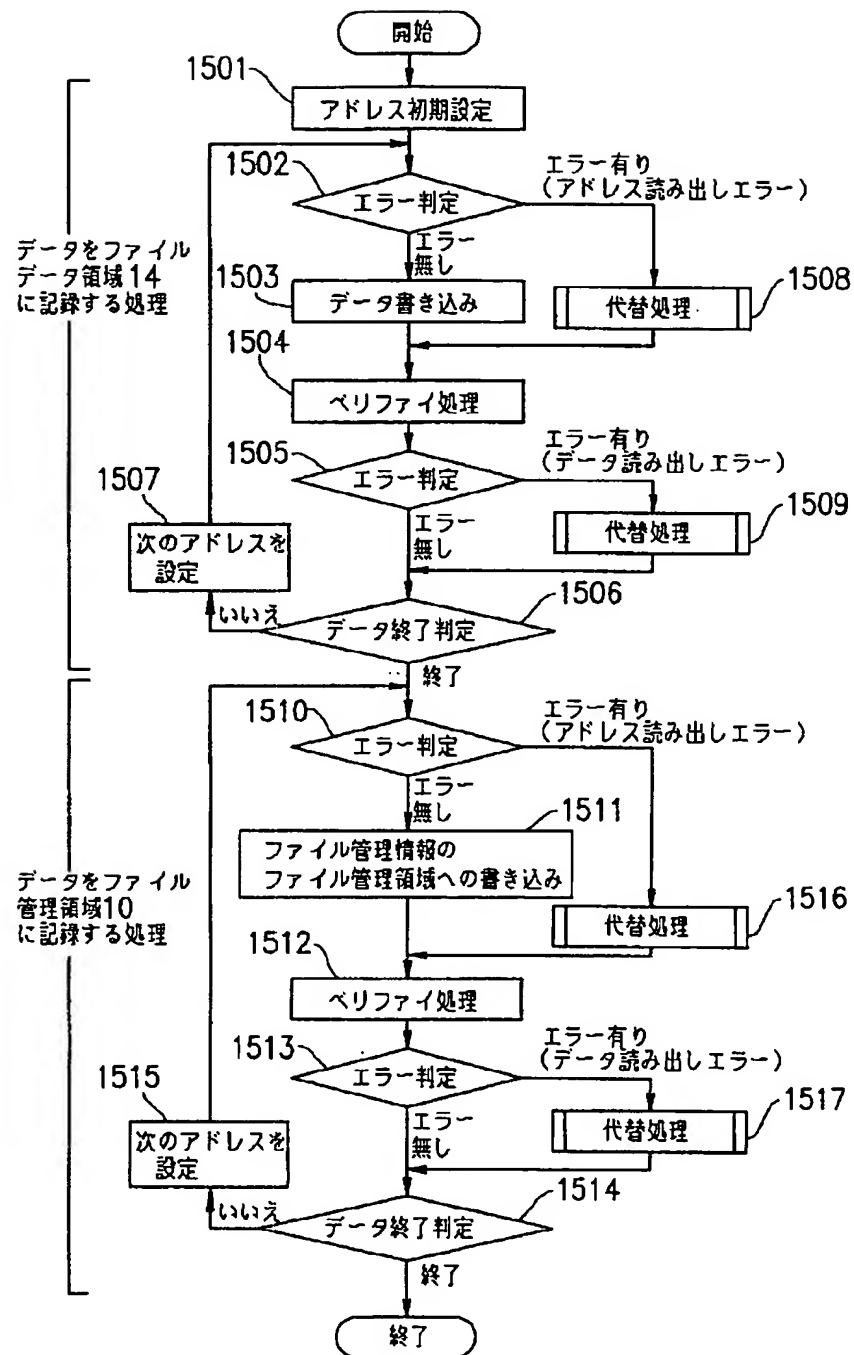 開始
1501
アドレス初期設定
1502
エラー判定
エラー有り
(アドレス読み出しエラー)
データをファイル
データ領域14
に記録する処理
エラー
無し
1503
データ書き込み
代替処理
1508
1504
ベリファイ処理
1505
エラー判定
エラー有り
(データ読み出しエラー)
1507
次のアドレスを
設定
エラー
無し
代替処理
1509
いいえ
データ終了判定
1506
終了
1510
エラー判定
エラー有り
(アドレス読み出しエラー)
エラー
無し
1511
ファイル管理情報の
ファイル管理領域への書き込み
データをファイル
管理領域10
に記録する処理
代替処理
1516
1512
ベリファイ処理
1513
エラー判定
エラー有り
(データ読み出しエラー)
1515
次のアドレスを
設定
エラー
無し
代替処理
1517
いいえ
データ終了判定
1514
終了
終了